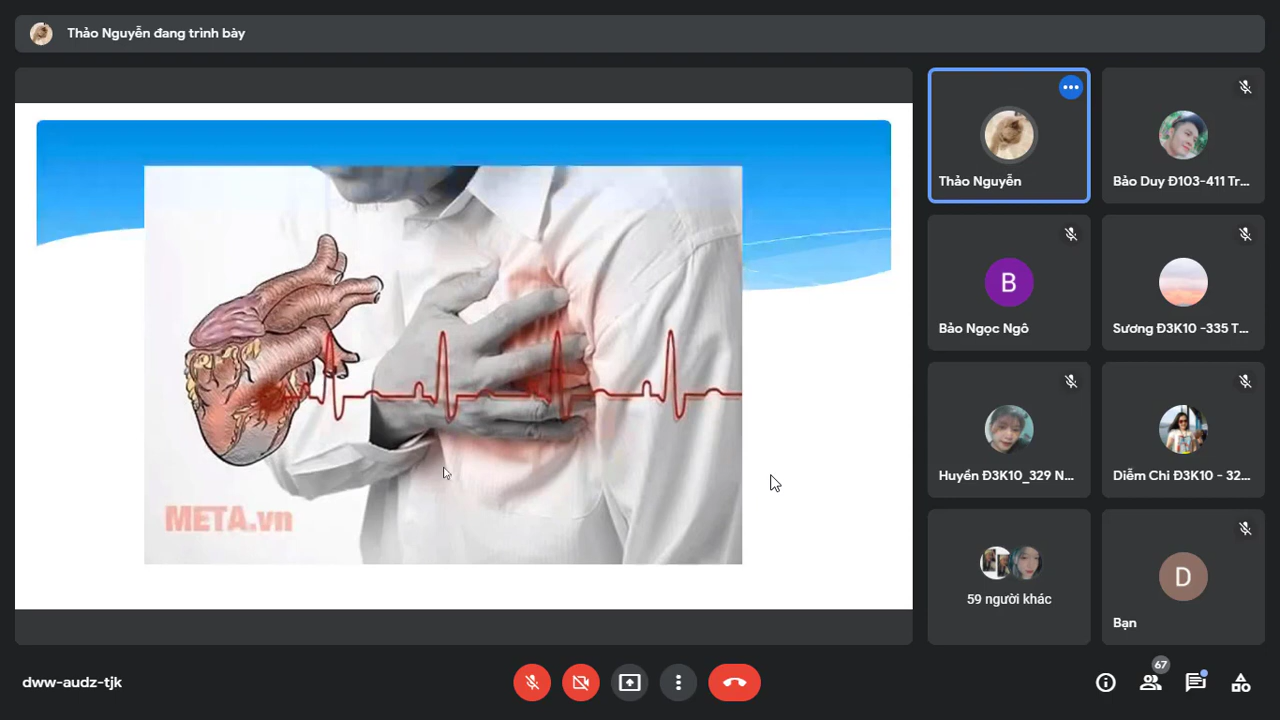 Thảo Nguyễn đang trình bày
META.vn
Thảo Nguyễn
Bảo Duy Đ103-411 Tr...
B
Bảo Ngọc Ngô
Sương Đ3K10 -335 T...
Huyền Đ3K10_329 N...
Diễm Chi Đ3K10 - 32...
59 người khác
D
Bạn
dww-audz-tjk
67